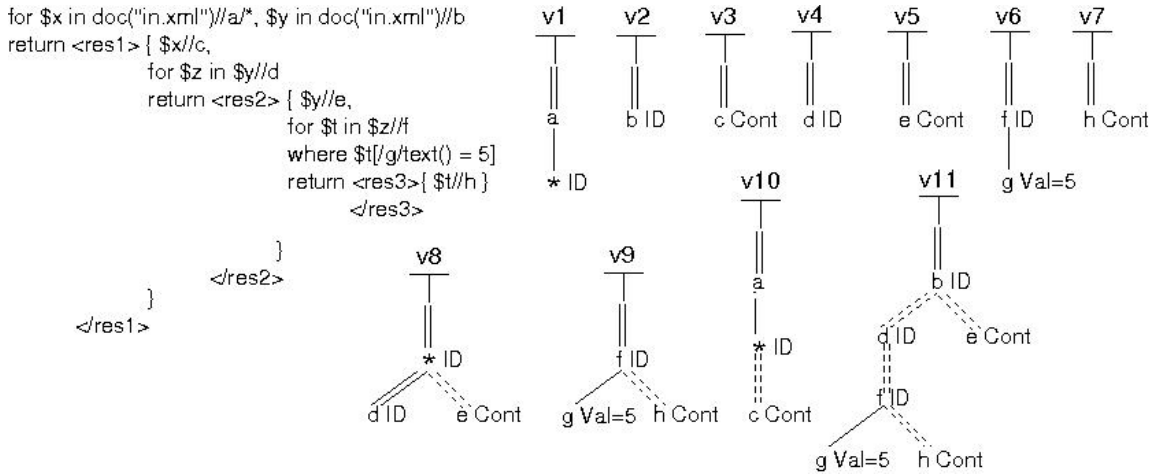 for $x in doc("in.xml")//a/*, $y in doc("in.xml")//b
return <res1> { $x//c,
for $z in $y//d
return <res2> { $y//e,
for $t in $z//f
where $t[/g/text() = 5]
return <res3>{ $t//h }
</res3>
}
</res2>
}
</res1>
v1 v2 v3 v4 v5 v6 v7
a b ID c Cont d ID e Cont f ID h Cont
* ID g Val=5
v8 v9 v10 v11
a b ID
* ID d ID e Cont
* ID f ID f ID
d ID e Cont g Val=5 h Cont c Cont
g Val=5 h Cont